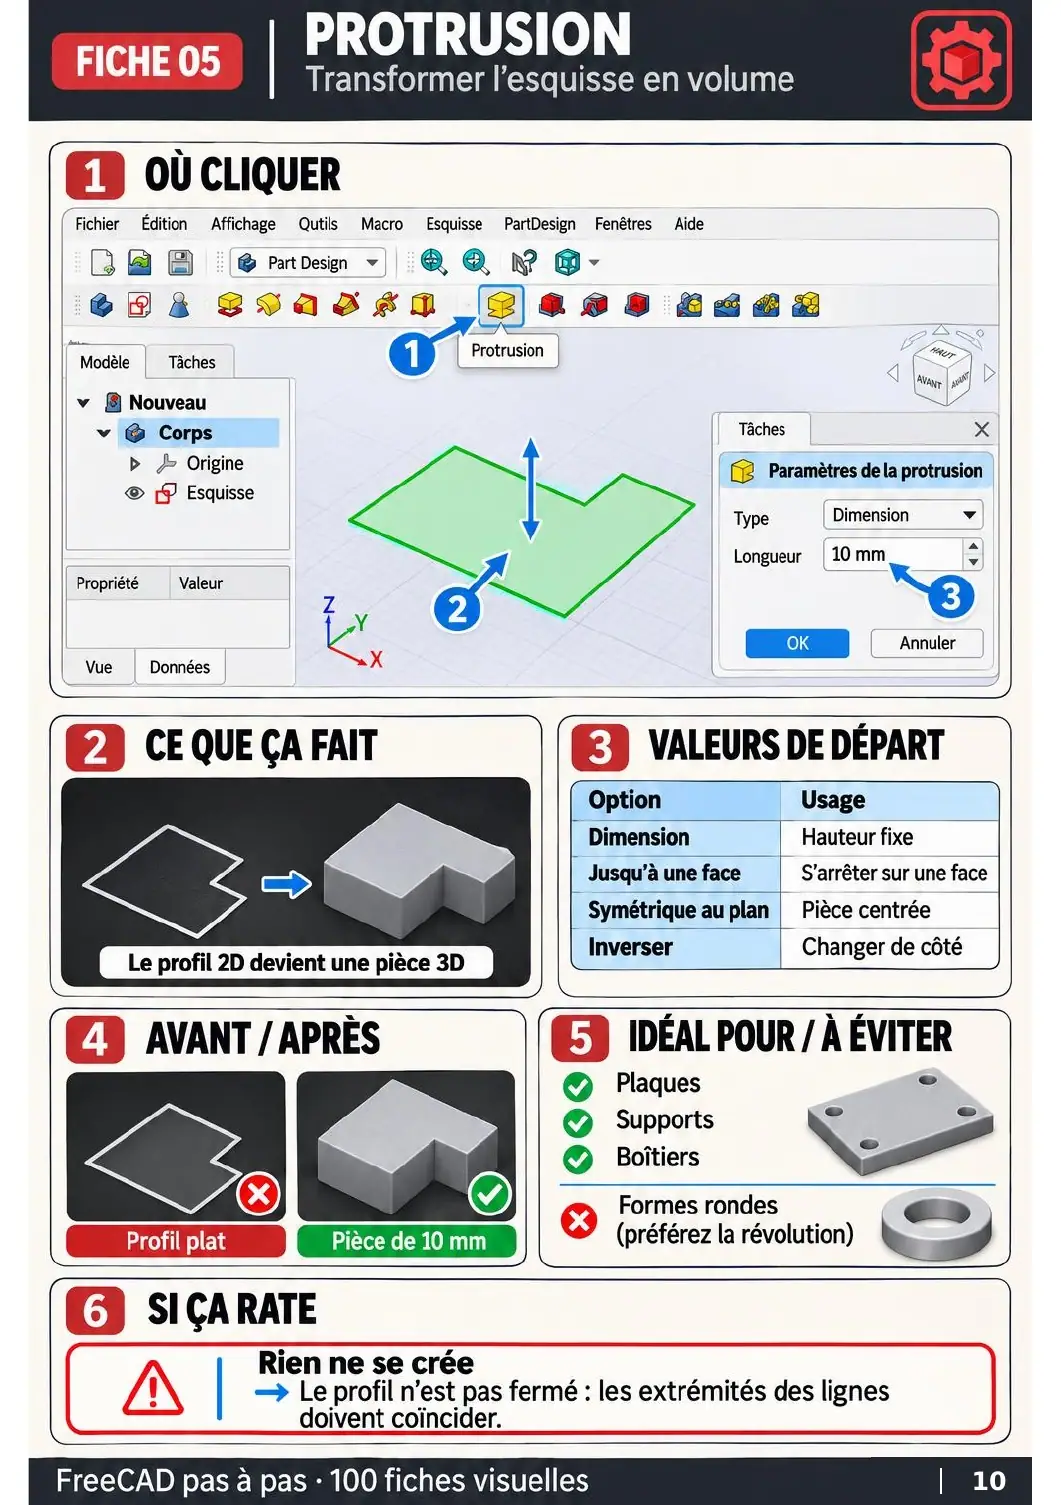 FICHE 05
PROTRUSION
Transformer l'esquisse en volume
1 OÙ CLIQUER
Fichier Édition Affichage Outils Macro Esquisse PartDesign Fenêtres Aide
Part Design
1
Protrusion
Modèle Tâches
Nouveau
Corps
Origine
Esquisse
Propriété Valeur
Vue Données
Z
Y
X
2
HAUT
AVANT
Tâches
Paramètres de la protrusion
Type Dimension
Longueur 10 mm
3
OK Annuler
2 CE QUE ÇA FAIT
Le profil 2D devient une pièce 3D
3 VALEURS DE DÉPART
Option Usage
Dimension Hauteur fixe
Jusqu'à une face S'arrêter sur une face
Symétrique au plan Pièce centrée
Inverser Changer de côté
4 AVANT / APRÈS
Profil plat
Pièce de 10 mm
5 IDÉAL POUR / À ÉVITER
Plaques
Supports
Boîtiers
Formes rondes
(préférez la révolution)
6 SI ÇA RATE
Rien ne se crée
→ Le profil n'est pas fermé : les extrémités des lignes
doivent coïncider.
FreeCAD pas à pas · 100 fiches visuelles | 10